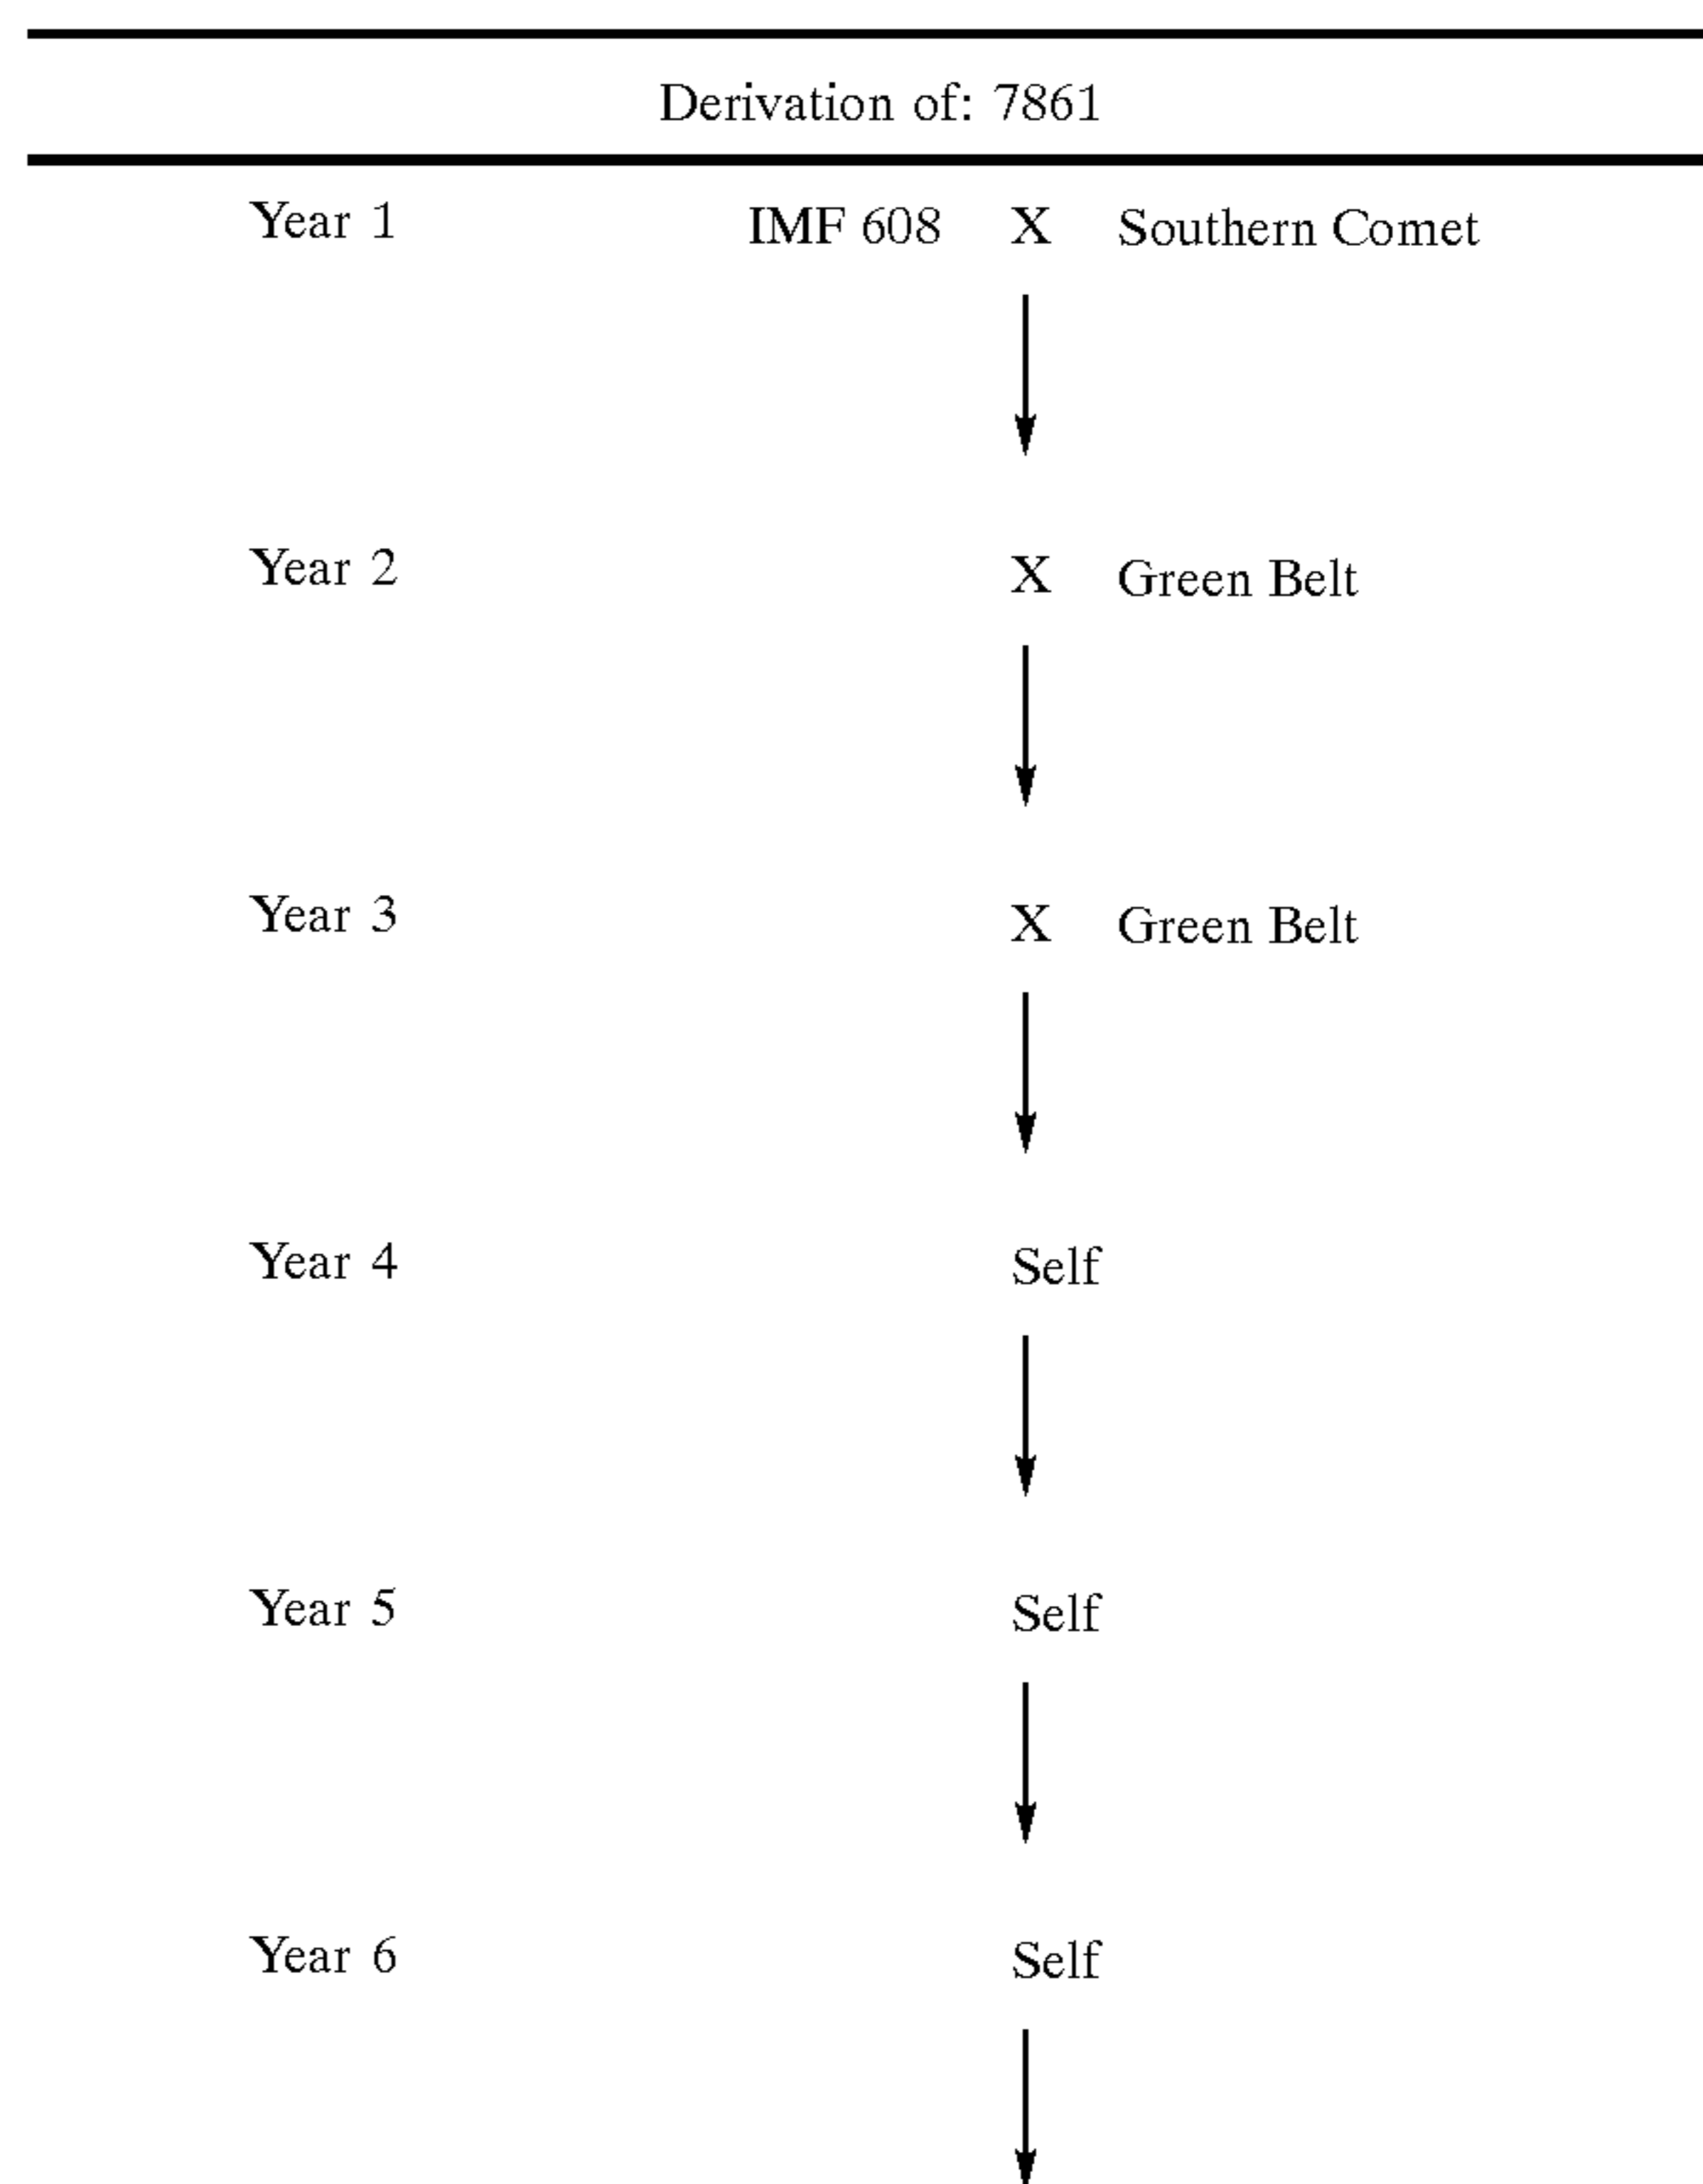 Derivation of: 7861
Year 1 IMF 608 X Southern Comet
Year 2 X Green Belt
Year 3 X Green Belt
Year 4 Self
Year 5 Self
Year 6 Self